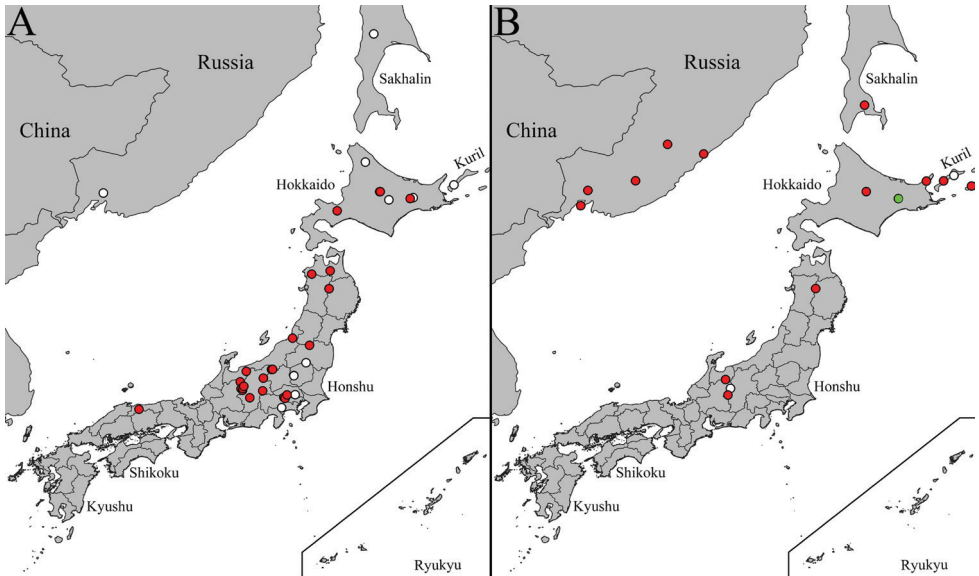 A
Russia
Sakhalin
China
Kuril
Hokkaido
Honshu
Shikoku
Kyushu
Ryukyu
B
Russia
Sakhalin
China
Kuril
Hokkaido
Honshu
Shikoku
Kyushu
Ryukyu